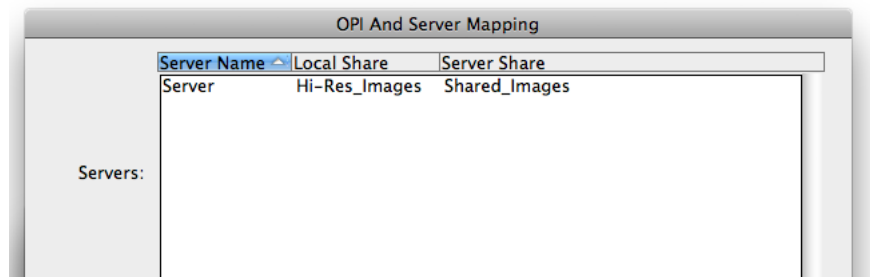 OPI And Server Mapping
Server Name Local Share Server Share
Server Hi-Res_Images Shared_Images
Servers: